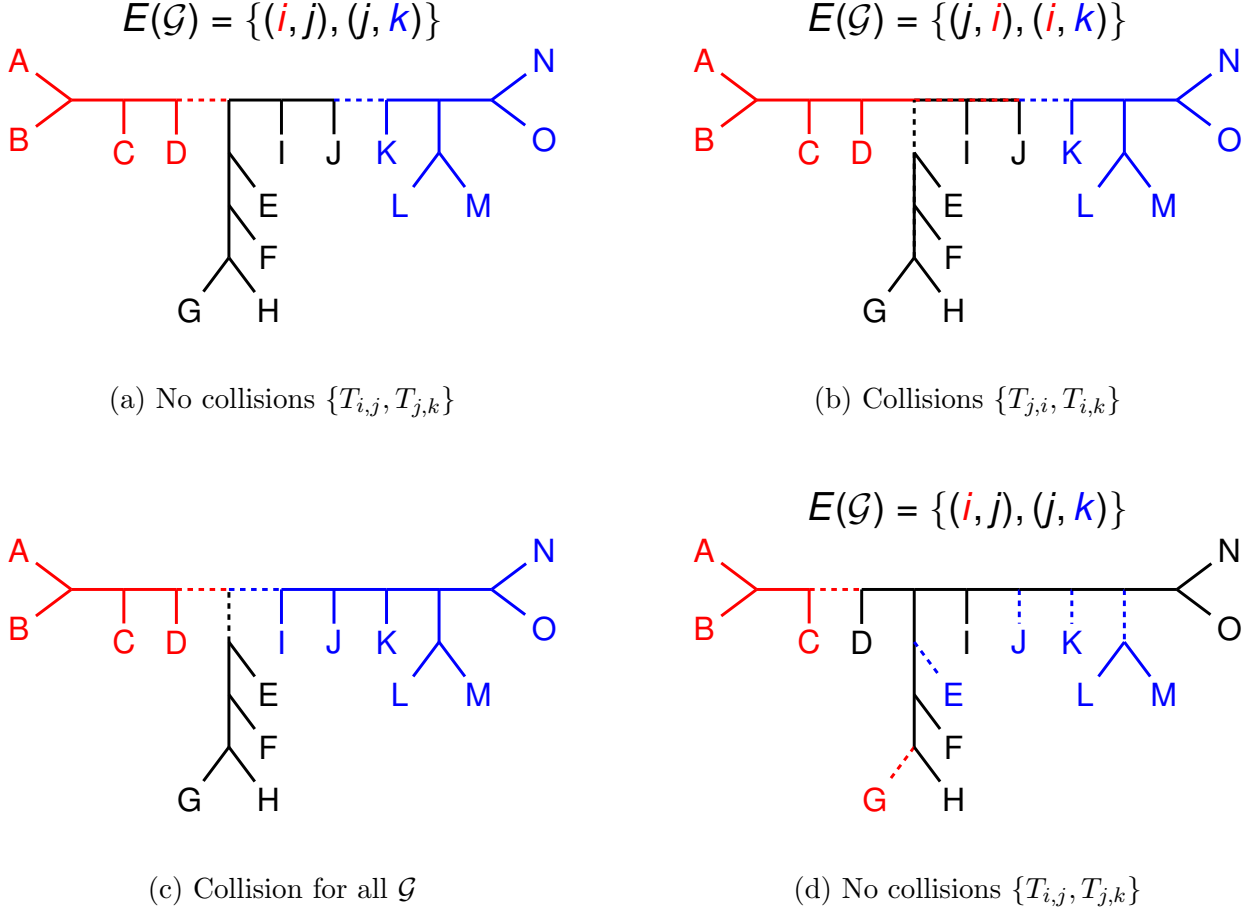 E(𝒢) = {(i, j), (j, k)}
A
N
B
C
D
I
J
K
O
E
L
M
F
G
H
(a) No collisions {T_{i,j}, T_{j,k}}
E(𝒢) = {(j, i), (i, k)}
A
N
B
C
D
I
J
K
O
E
L
M
F
G
H
(b) Collisions {T_{j,i}, T_{i,k}}
A
N
B
C
D
I
J
K
O
E
L
M
F
G
H
(c) Collision for all 𝒢
E(𝒢) = {(i, j), (j, k)}
A
N
B
C
D
I
J
K
O
E
L
M
F
G
H
(d) No collisions {T_{i,j}, T_{j,k}}